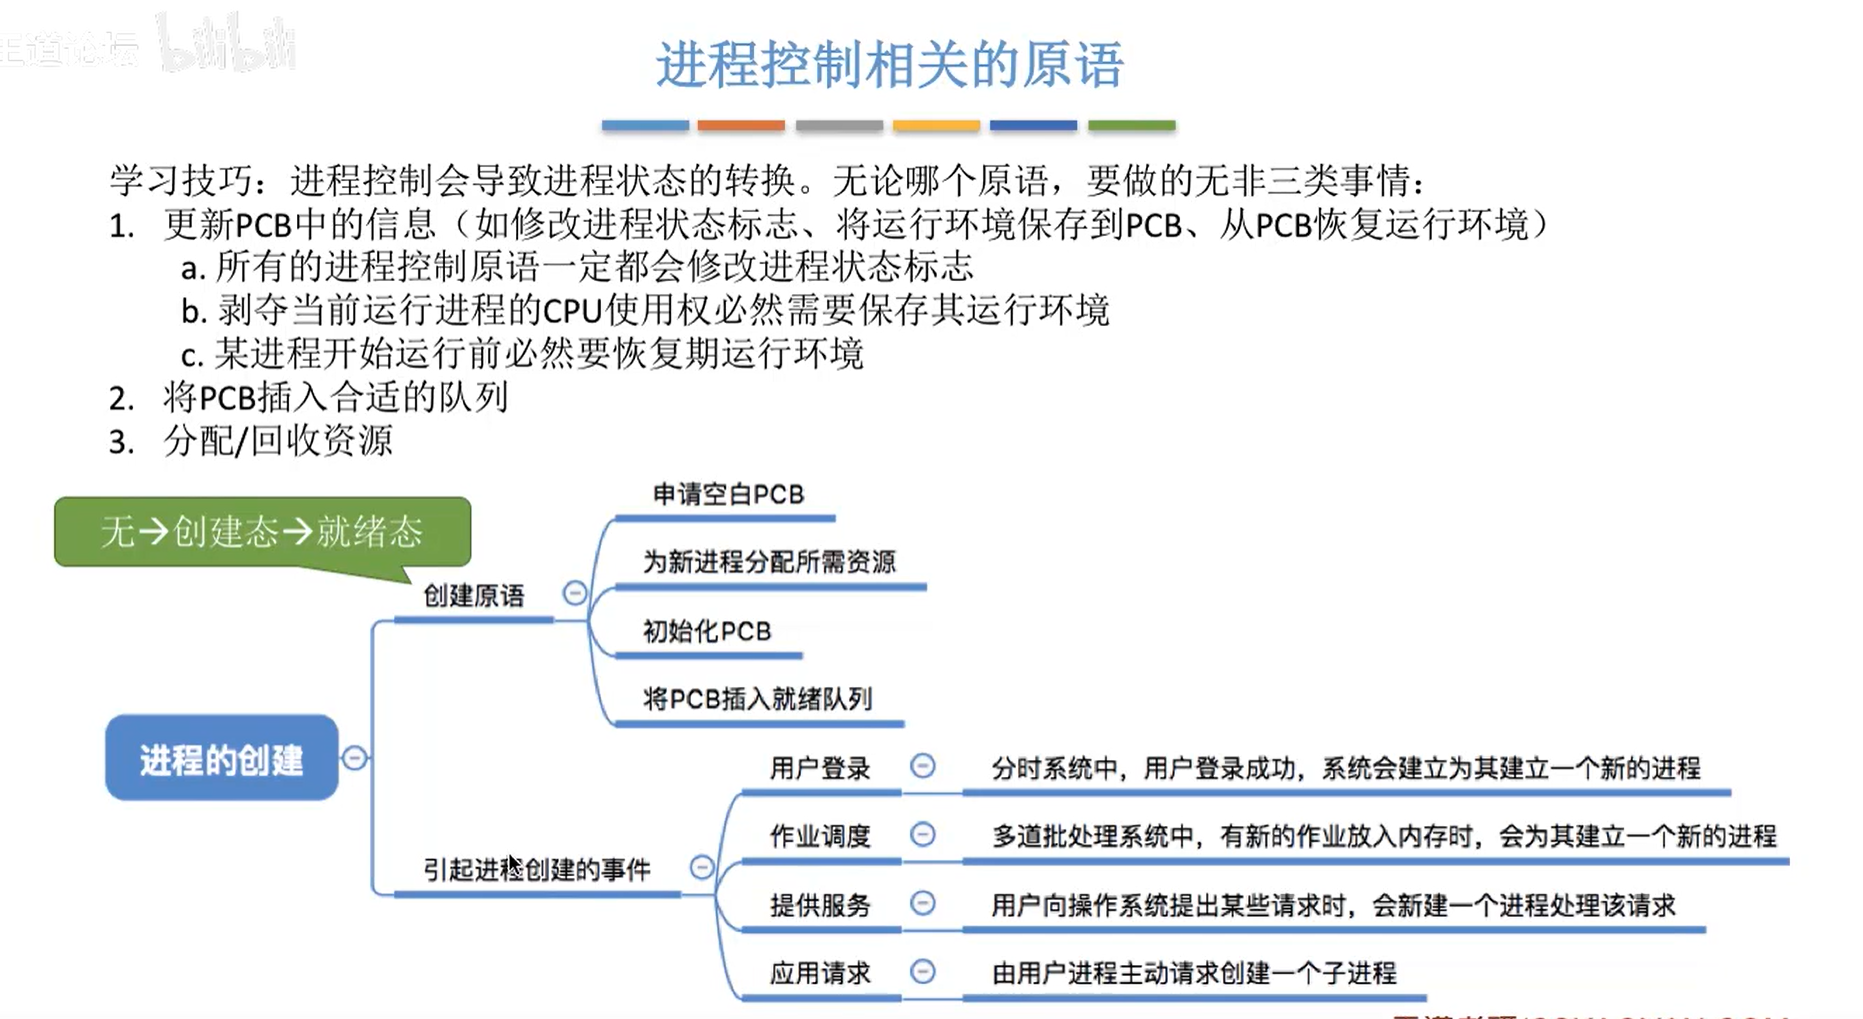 王道论坛 bilibili
进程控制相关的原语
学习技巧：进程控制会导致进程状态的转换。无论哪个原语，要做的无非三类事情：
1. 更新PCB中的信息（如修改进程状态标志、将运行环境保存到PCB、从PCB恢复运行环境）
a. 所有的进程控制原语一定都会修改进程状态标志
b. 剥夺当前运行进程的CPU使用权必然需要保存其运行环境
c. 某进程开始运行前必然要恢复期运行环境
2. 将PCB插入合适的队列
3. 分配/回收资源
无→创建态→就绪态
进程的创建
创建原语
申请空白PCB
为新进程分配所需资源
初始化PCB
将PCB插入就绪队列
引起进程创建的事件
用户登录
分时系统中，用户登录成功，系统会建立为其建立一个新的进程
作业调度
多道批处理系统中，有新的作业放入内存时，会为其建立一个新的进程
提供服务
用户向操作系统提出某些请求时，会新建一个进程处理该请求
应用请求
由用户进程主动请求创建一个子进程